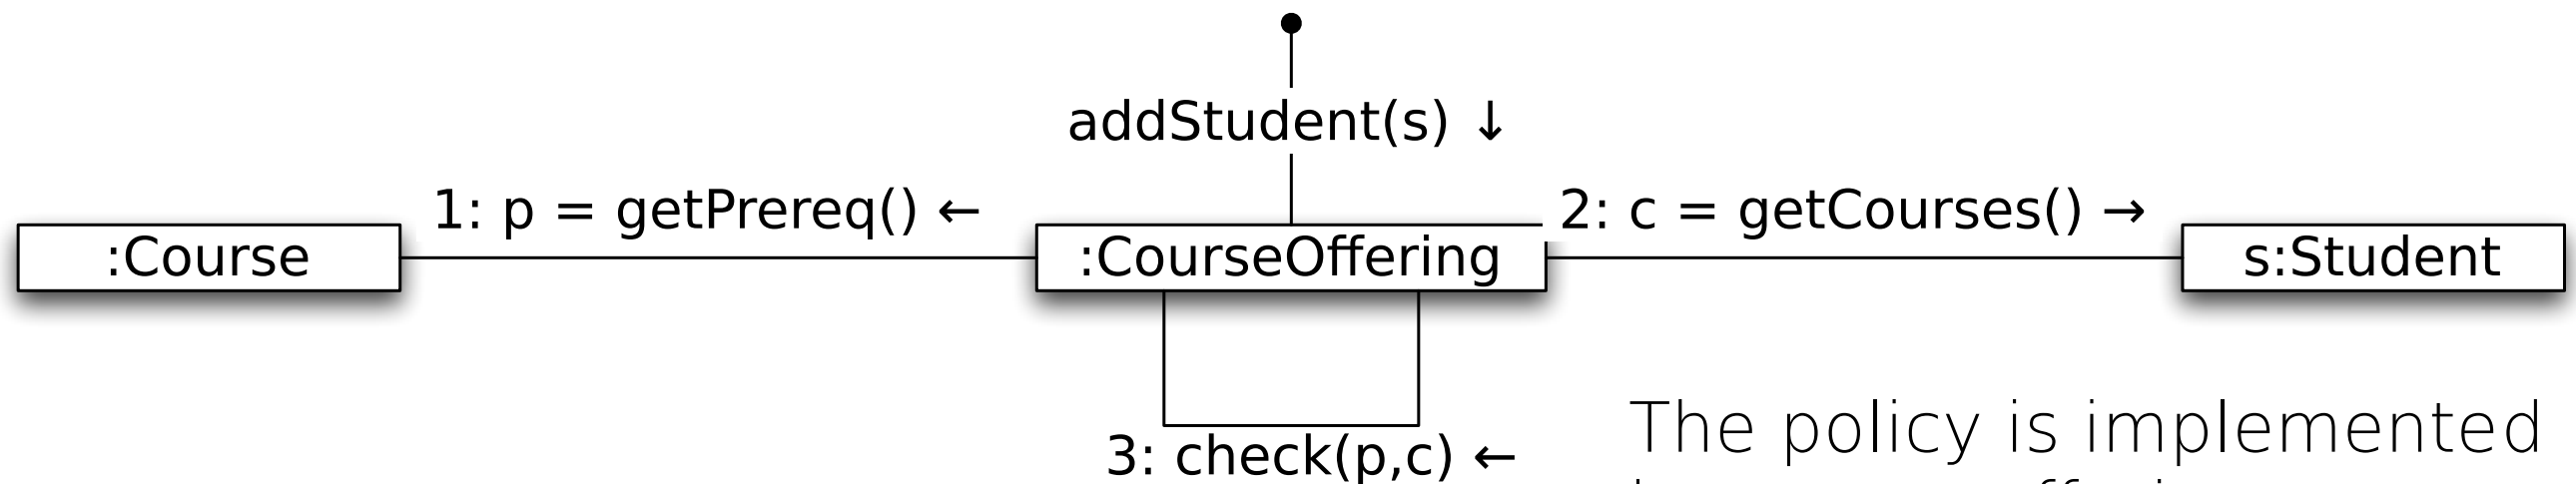 addStudent(s) ↓
1: p = getPrereq() ←
2: c = getCourses() →
:Course
:CourseOffering
s:Student
3: check(p,c) ←
The policy is implemented